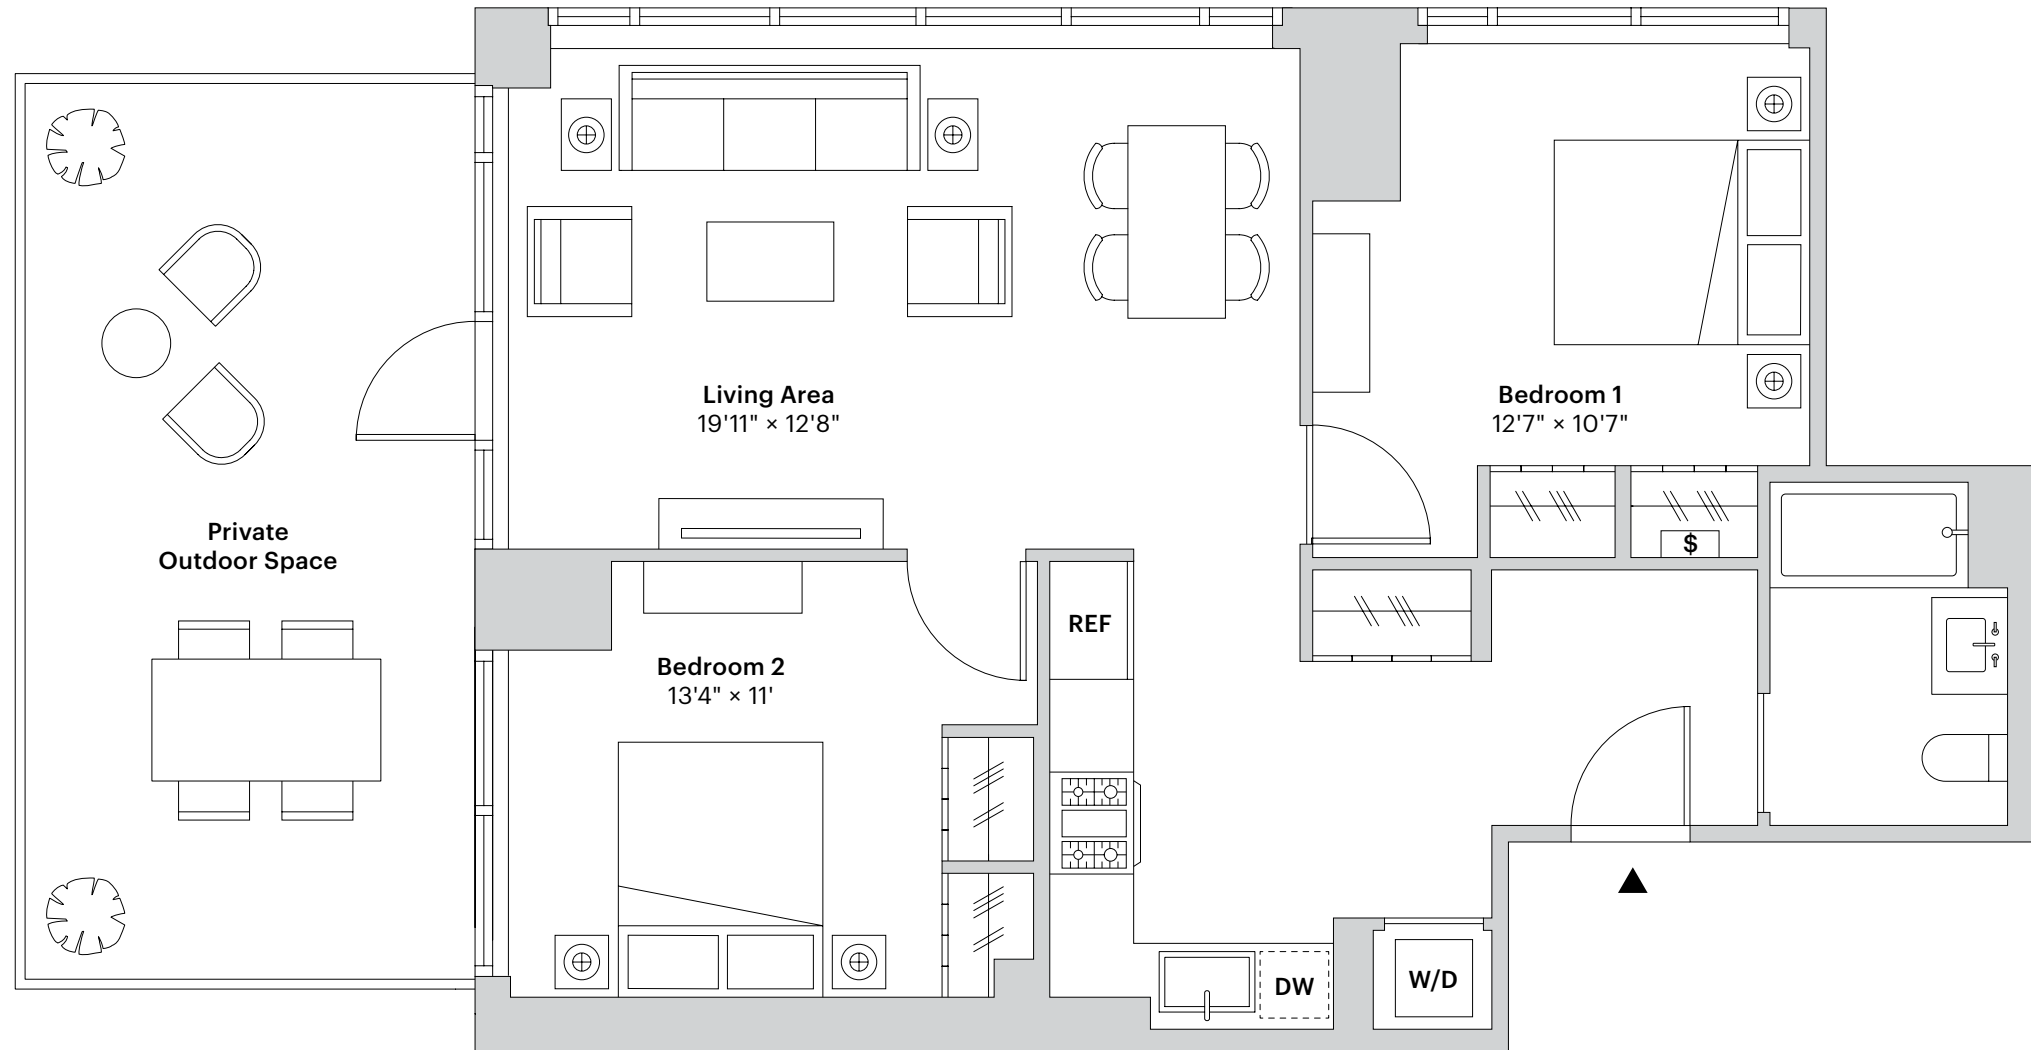 Living Area
19'11" × 12'8"
Bedroom 1
12'7" × 10'7"
Private
Outdoor Space
$
REF
Bedroom 2
13'4" × 11'
DW
W/D